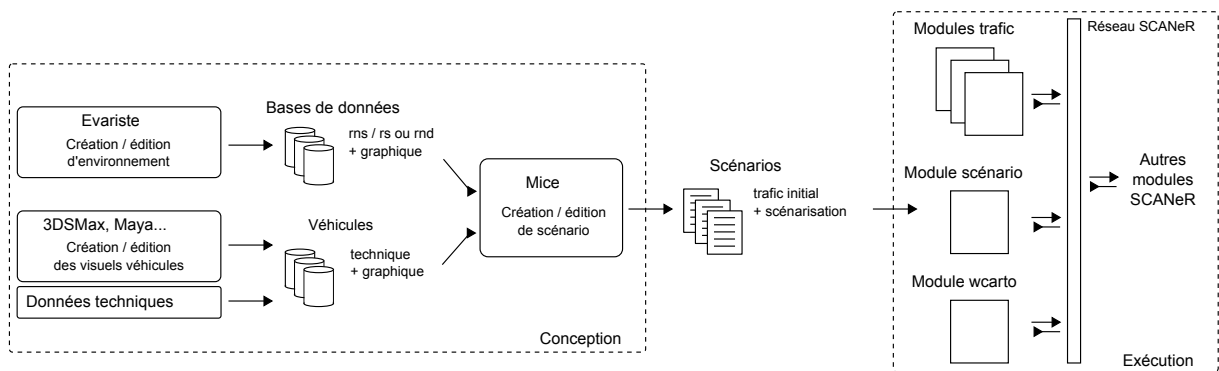 Evariste
Création / édition
d'environnement
3DSMax, Maya...
Création / édition
des visuels véhicules
Données techniques
Bases de données
rns / rs ou rnd
+ graphique
Véhicules
technique
+ graphique
Mice
Création / édition
de scénario
Conception
Scénarios
trafic initial
+ scénarisation
Modules trafic
Module scénario
Module wcarto
Réseau SCANeR
Autres
modules
SCANeR
Exécution